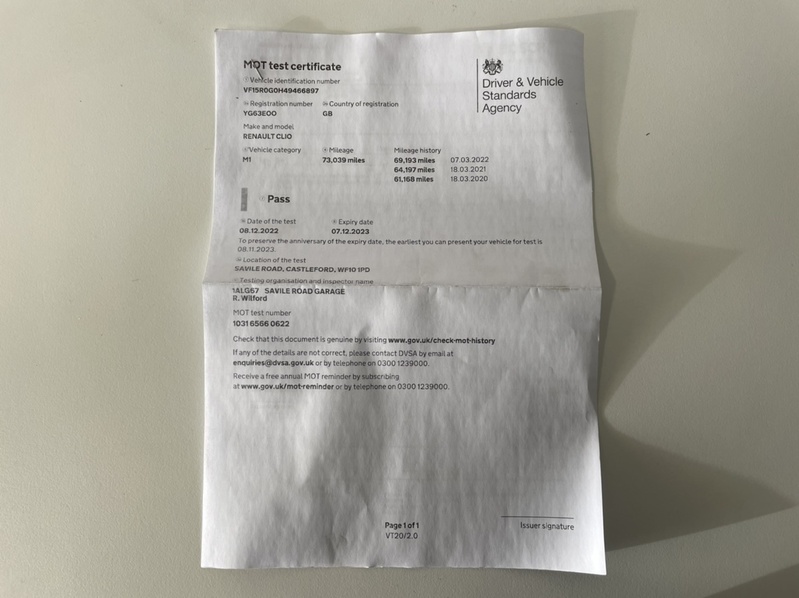 MOT test certificate
Vehicle identification number
VF15R0G0H49466897
Driver & Vehicle
Standards
Agency
Registration number Country of registration
YG63EOO GB
Make and model
RENAULT CLIO
Vehicle category Mileage Mileage history
M1 73,039 miles 69,193 miles 07.03.2022
64,197 miles 18.03.2021
61,168 miles 18.03.2020
Pass
Date of the test Expiry date
08.12.2022 07.12.2023
To preserve the anniversary of the expiry date, the earliest you can present your vehicle for test is
08.11.2023.
Location of the test
SAVILE ROAD, CASTLEFORD, WF10 1PD
Testing organisation and inspector name
1ALG57 SAVILE ROAD GARAGE
R. Wilford
MOT test number
1031 6566 0622
Check that this document is genuine by visiting www.gov.uk/check-mot-history
If any of the details are not correct, please contact DVSA by email at
enquiries@dvsa.gov.uk or by telephone on 0300 1239000.
Receive a free annual MOT reminder by subscribing
at www.gov.uk/mot-reminder or by telephone on 0300 1239000.
Page 1 of 1
VT20/2.0
Issuer signature